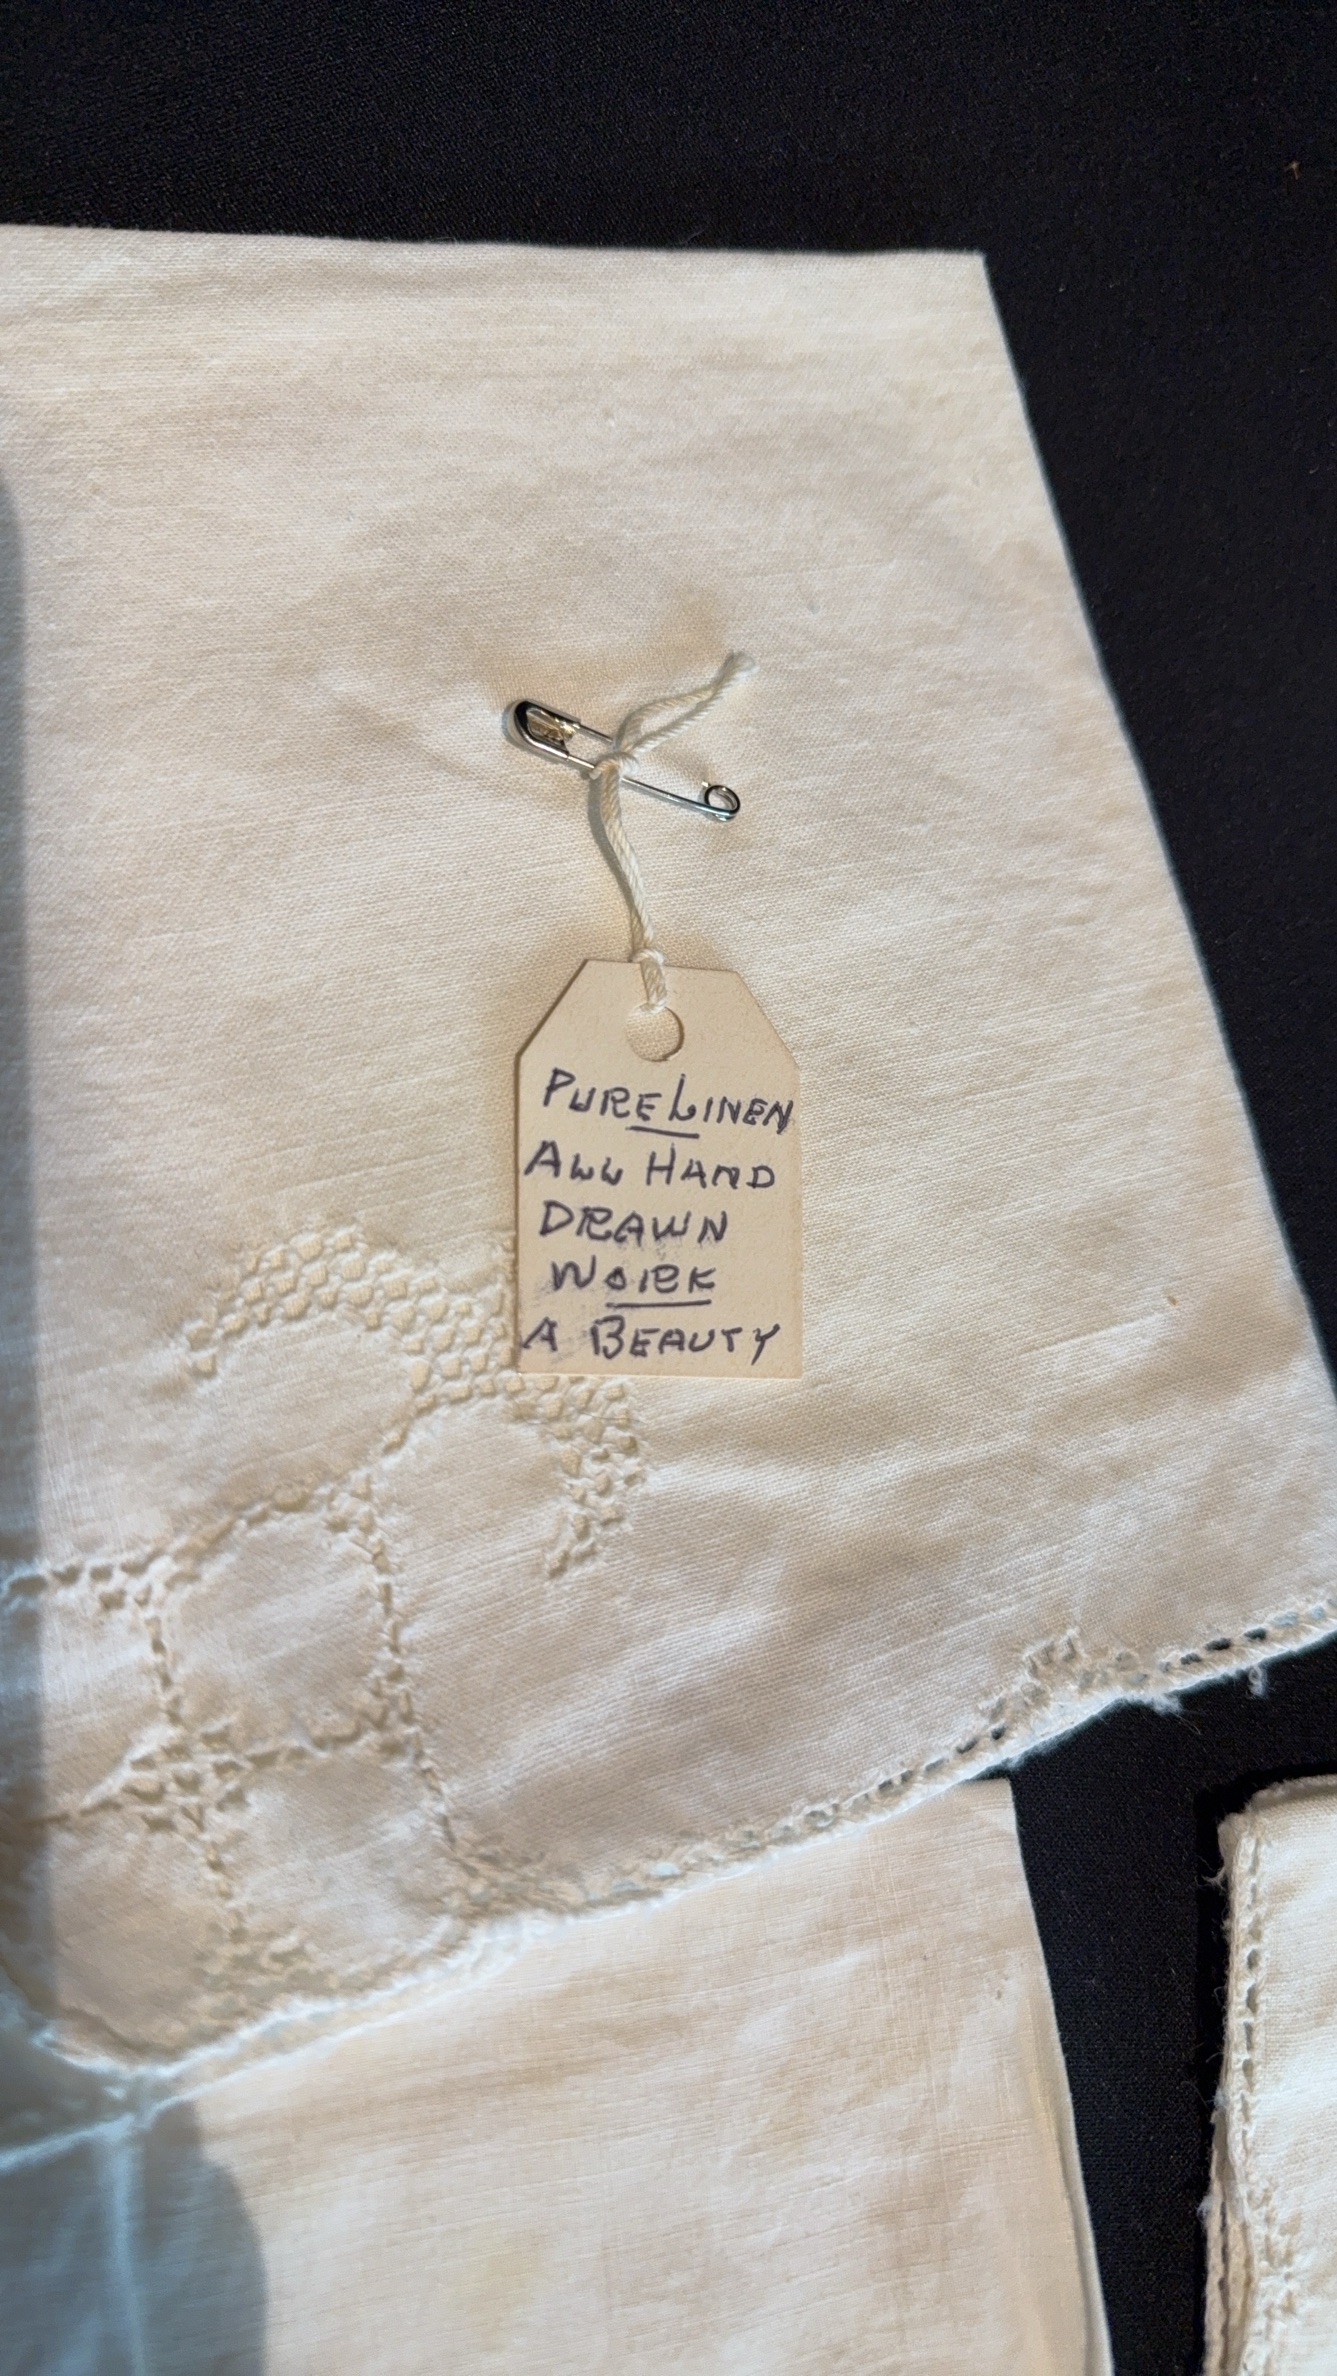 PURE LINEN
ALL HAND
DRAWN
WORK
A BEAUTY